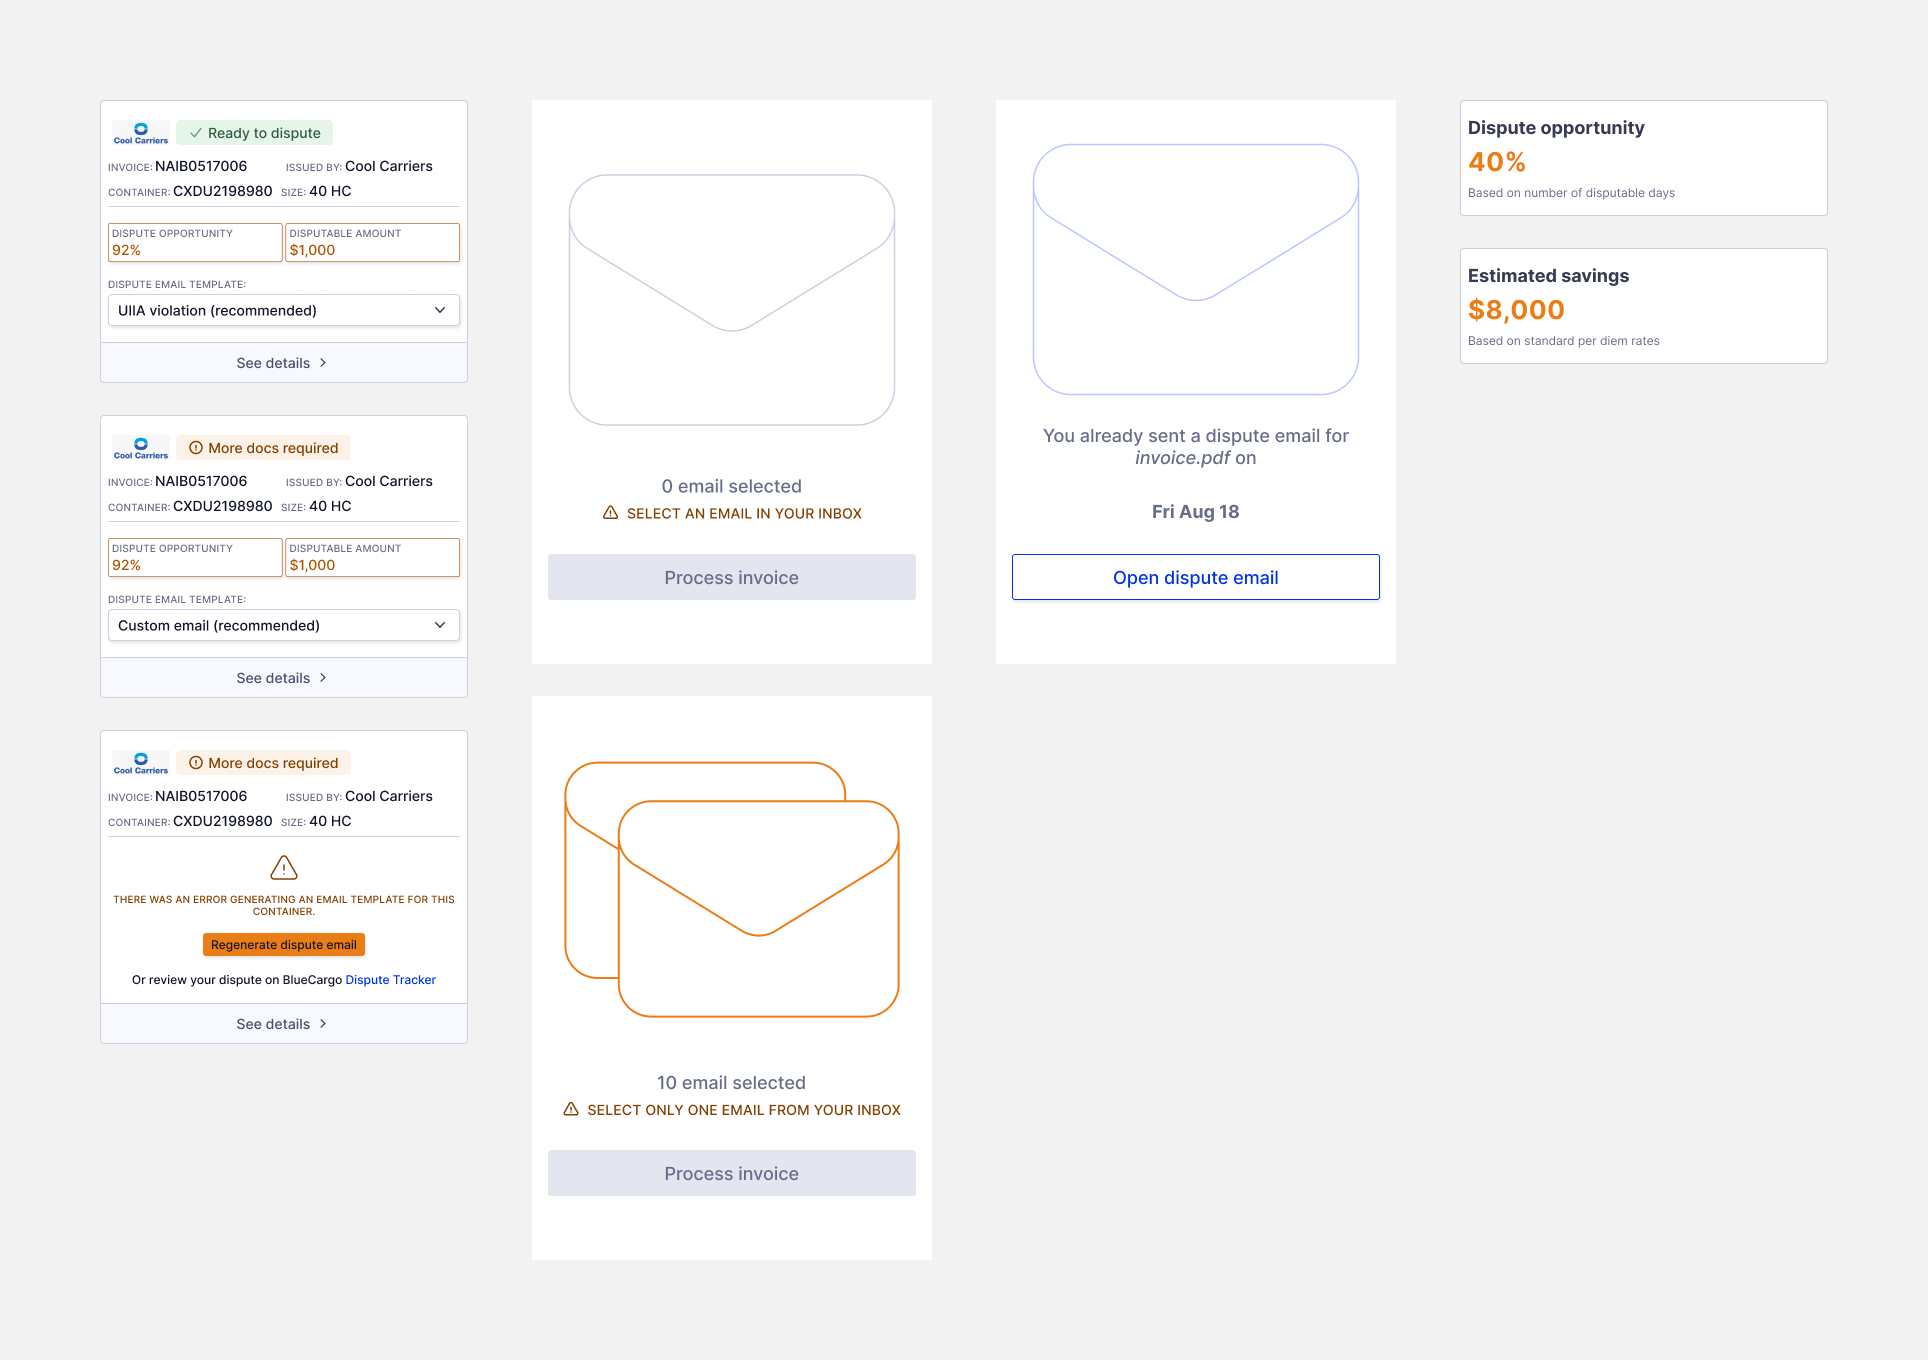 Cool Carriers
Ready to dispute
INVOICE: NAIB0517006 ISSUED BY: Cool Carriers
CONTAINER: CXDU2198980 SIZE: 40 HC
DISPUTE OPPORTUNITY
92%
DISPUTABLE AMOUNT
$1,000
DISPUTE EMAIL TEMPLATE:
UIIA violation (recommended)
See details
Cool Carriers
More docs required
INVOICE: NAIB0517006 ISSUED BY: Cool Carriers
CONTAINER: CXDU2198980 SIZE: 40 HC
DISPUTE OPPORTUNITY
92%
DISPUTABLE AMOUNT
$1,000
DISPUTE EMAIL TEMPLATE:
Custom email (recommended)
See details
Cool Carriers
More docs required
INVOICE: NAIB0517006 ISSUED BY: Cool Carriers
CONTAINER: CXDU2198980 SIZE: 40 HC
THERE WAS AN ERROR GENERATING AN EMAIL TEMPLATE FOR THIS
CONTAINER.
Regenerate dispute email
Or review your dispute on BlueCargo Dispute Tracker
See details
0 email selected
SELECT AN EMAIL IN YOUR INBOX
Process invoice
10 email selected
SELECT ONLY ONE EMAIL FROM YOUR INBOX
Process invoice
You already sent a dispute email for
invoice.pdf on
Fri Aug 18
Open dispute email
Dispute opportunity
40%
Based on number of disputable days
Estimated savings
$8,000
Based on standard per diem rates